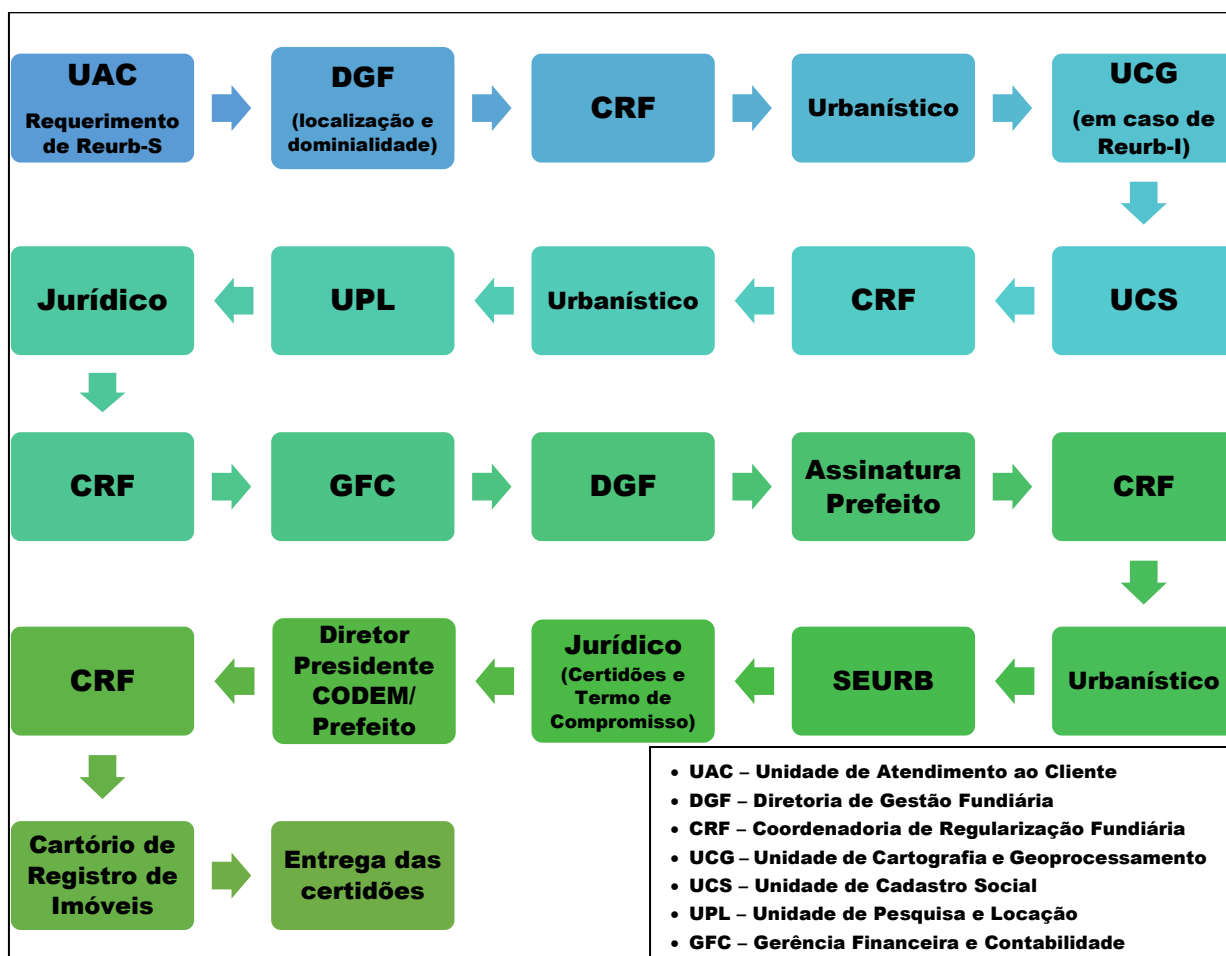 UAC
Requerimento
de Reurb-S
DGF
(localização e
dominialidade)
CRF
Urbanístico
UCG
(em caso de
Reurb-I)
Jurídico
UPL
Urbanístico
CRF
UCS
CRF
GFC
DGF
Assinatura
Prefeito
CRF
CRF
Diretor
Presidente
CODEM/
Prefeito
Jurídico
(Certidões e
Termo de
Compromisso)
SEURB
Urbanístico
Cartório de
Registro de
Imóveis
Entrega das
certidões
• UAC – Unidade de Atendimento ao Cliente
• DGF – Diretoria de Gestão Fundiária
• CRF – Coordenadoria de Regularização Fundiária
• UCG – Unidade de Cartografia e Geoprocessamento
• UCS – Unidade de Cadastro Social
• UPL – Unidade de Pesquisa e Locação
• GFC – Gerência Financeira e Contabilidade